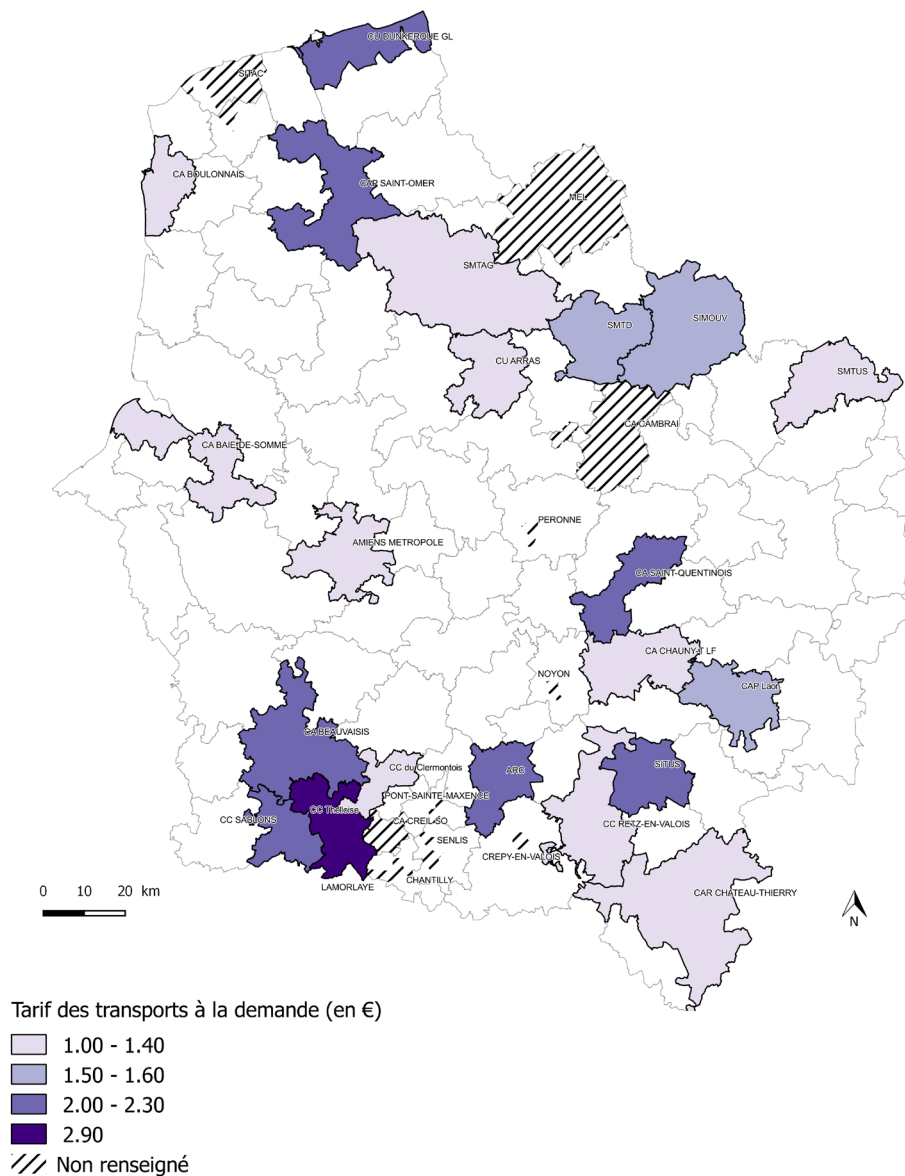 CU DUNKERQUE GL
SITAC
CA BOULONNAIS
CAP SAINT-OMER
MEL
SMTAG
SMTD
SIMOUV
CU ARRAS
SMTUS
CA CAMBRAI
CA BAIE-DE-SOMME
PERONNE
AMIENS METROPOLE
CA SAINT-QUENTINOIS
CA CHAUNY-T LF
NOYON
CAP Laon
CA BEAUVAISIS
CC du Clermontois
ARC
SITUS
PONT-SAINTE-MAXENCE
CC Thelloise
CC SABLONS
CA CREIL-SO
CC RETZ-EN-VALOIS
SENLIS
CREPY-EN-VALOIS
CHANTILLY
LAMORLAYE
CAR CHATEAU-THIERRY
0 10 20 km
N
Tarif des transports à la demande (en €)
1.00 - 1.40
1.50 - 1.60
2.00 - 2.30
2.90
Non renseigné